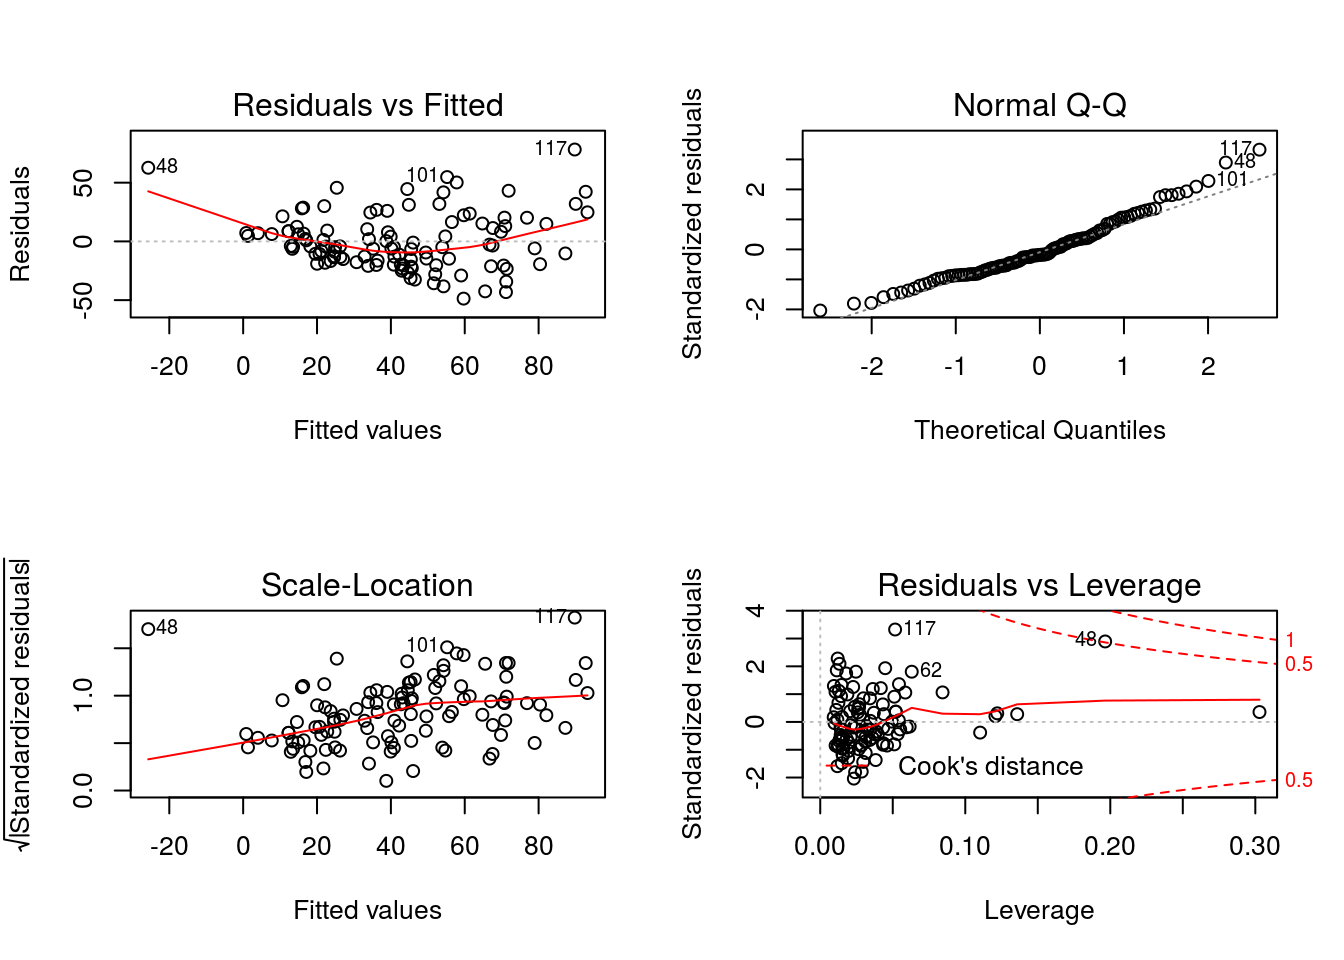 Residuals vs Fitted
Residuals
50
0
-50
48
101
117
-20 0 20 40 60 80
Fitted values
Normal Q-Q
Standardized residuals
2
0
-2
117
48
101
-2 -1 0 1 2
Theoretical Quantiles
Scale-Location
√|Standardized residuals|
1.0
0.0
48
101
117
-20 0 20 40 60 80
Fitted values
Residuals vs Leverage
Standardized residuals
4
2
0
-2
117
48
62
1
0.5
0.5
Cook's distance
0.00 0.10 0.20 0.30
Leverage